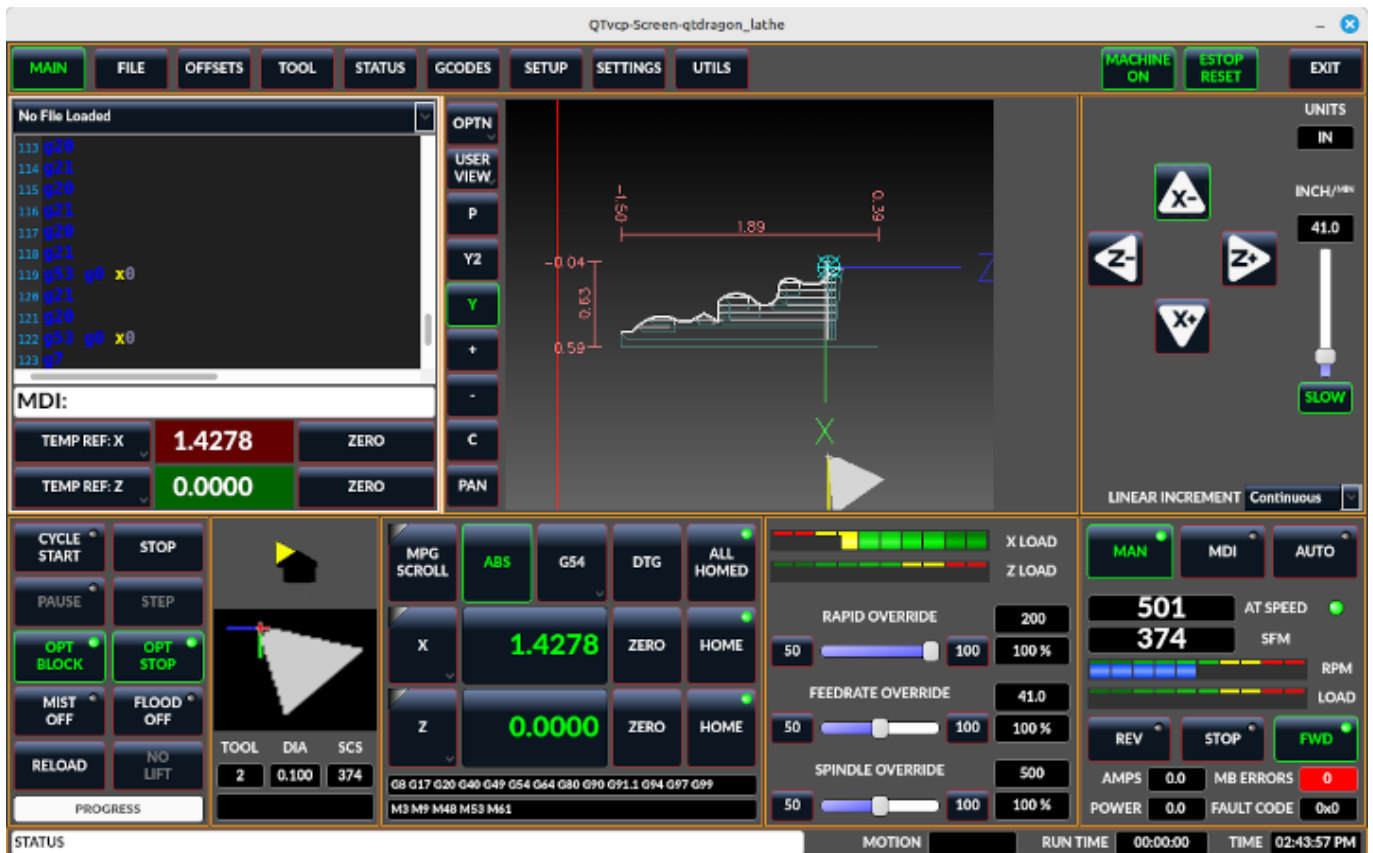 QTvcp-Screen-qtdragon_lathe
MAIN FILE OFFSETS TOOL STATUS GCODES SETUP SETTINGS UTILS MACHINE ON ESTOP RESET EXIT
No File Loaded
113 g20
114 g21
115 g20
116 g21
117 g20
118 g21
119 g53 g0 x0
120 g21
121 g20
122 g53 g0 x0
123 g7
MDI:
TEMP REF: X 1.4278 ZERO
TEMP REF: Z 0.0000 ZERO
OPTN
USER VIEW
P
Y2
Y
+
-
C
PAN
-1.50
0.39
1.89
-0.04
0.63
0.59
Z
X
UNITS
IN
X-
INCH/MIN
41.0
Z-
Z+
X+
SLOW
LINEAR INCREMENT Continuous
CYCLE START STOP
PAUSE STEP
OPT BLOCK OPT STOP
MIST OFF FLOOD OFF
RELOAD NO LIFT
PROGRESS
TOOL DIA SCS
2 0.100 374
MPG SCROLL ABS G54 DTG ALL HOMED
X 1.4278 ZERO HOME
Z 0.0000 ZERO HOME
G8 G17 G20 G40 G49 G54 G64 G80 G90 G91.1 G94 G97 G99
M3 M9 M48 M53 M61
X LOAD
Z LOAD
RAPID OVERRIDE 200
50 100 100 %
FEEDRATE OVERRIDE 41.0
50 100 100 %
SPINDLE OVERRIDE 500
50 100 100 %
MAN MDI AUTO
501 AT SPEED
374 SFM
RPM
LOAD
REV STOP FWD
AMPS 0.0 MB ERRORS 0
POWER 0.0 FAULT CODE 0x0
STATUS MOTION RUN TIME 00:00:00 TIME 02:43:57 PM